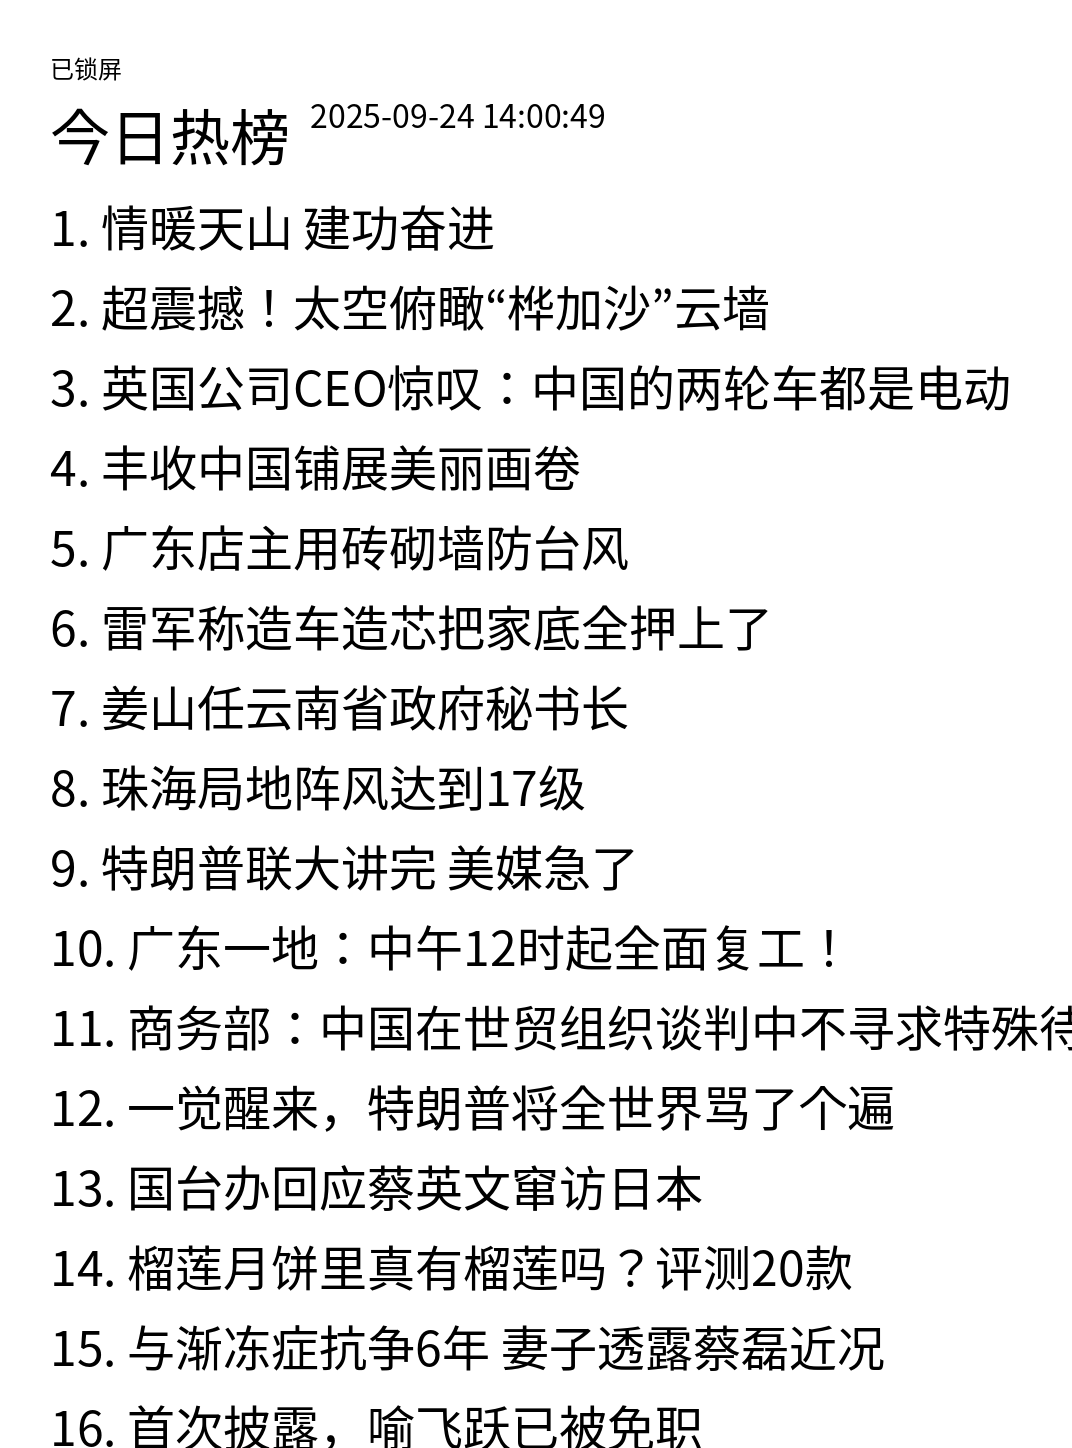 已锁屏
今日热榜 2025-09-24 14:00:49
1. 情暖天山 建功奋进
2. 超震撼！太空俯瞰“桦加沙”云墙
3. 英国公司CEO惊叹：中国的两轮车都是电动
4. 丰收中国铺展美丽画卷
5. 广东店主用砖砌墙防台风
6. 雷军称造车造芯把家底全押上了
7. 姜山任云南省政府秘书长
8. 珠海局地阵风达到17级
9. 特朗普联大讲完 美媒急了
10. 广东一地：中午12时起全面复工！
11. 商务部：中国在世贸组织谈判中不寻求特殊待
12. 一觉醒来，特朗普将全世界骂了个遍
13. 国台办回应蔡英文窜访日本
14. 榴莲月饼里真有榴莲吗？评测20款
15. 与渐冻症抗争6年 妻子透露蔡磊近况
16. 首次披露，喻飞跃已被免职